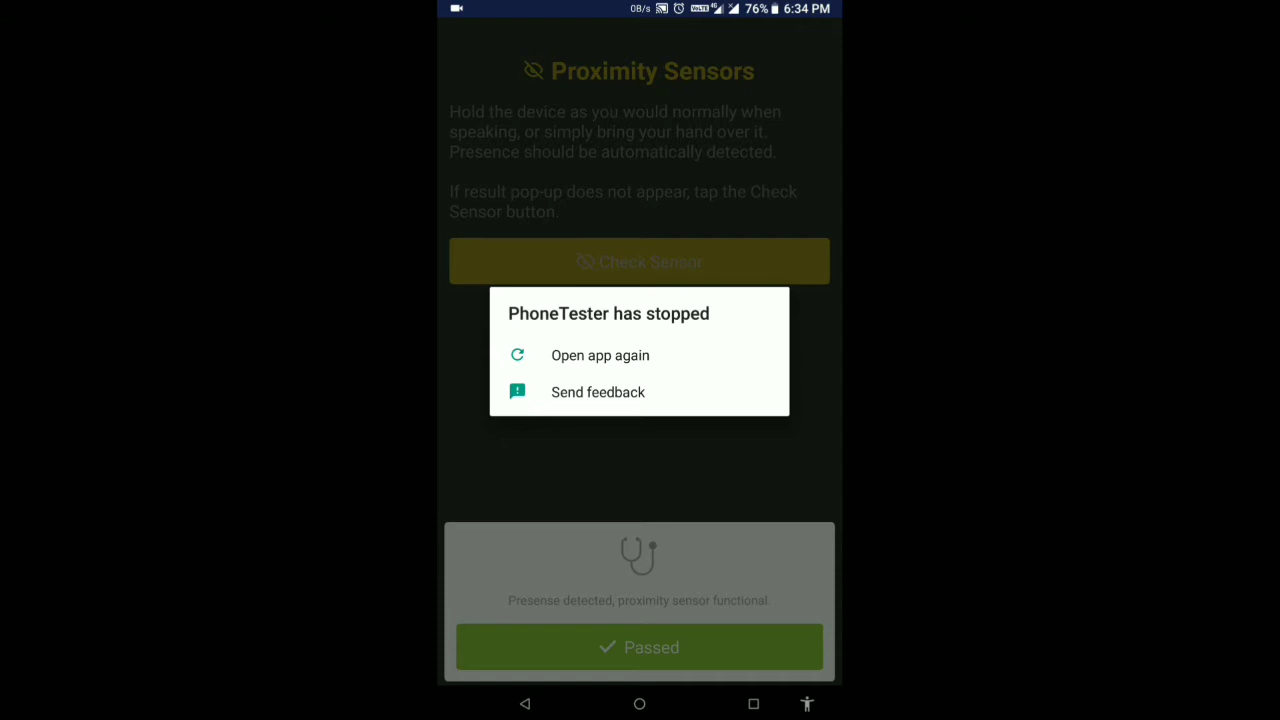 0B/s VoLTE 4G 76% 6:34 PM
Proximity Sensors
Hold the device as you would normally when
speaking, or simply bring your hand over it.
Presence should be automatically detected.
If result pop-up does not appear, tap the Check
Sensor button.
Check Sensor
PhoneTester has stopped
Open app again
Send feedback
Presense detected, proximity sensor functional.
Passed